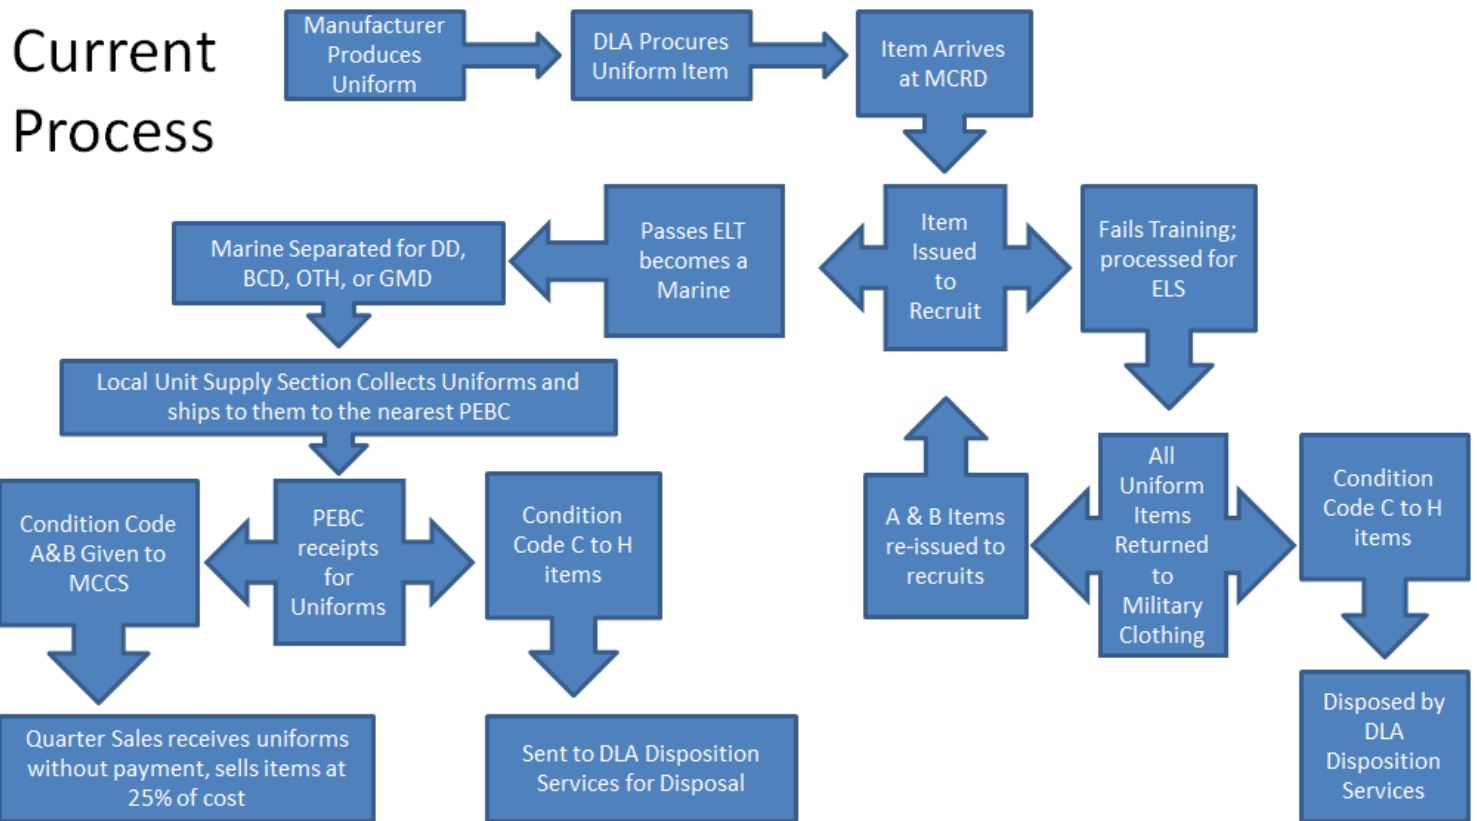 Current
Process
Manufacturer
Produces
Uniform
DLA Procures
Uniform Item
Item Arrives
at MCRD
Marine Separated for DD,
BCD, OTH, or GMD
Passes ELT
becomes a
Marine
Item
Issued
to
Recruit
Fails Training;
processed for
ELS
Local Unit Supply Section Collects Uniforms and
ships to them to the nearest PEBC
Condition Code
A&B Given to
MCCS
PEBC
receipts
for
Uniforms
Condition
Code C to H
items
A & B Items
re-issued to
recruits
All
Uniform
Items
Returned
to
Military
Clothing
Condition
Code C to H
items
Quarter Sales receives uniforms
without payment, sells items at
25% of cost
Sent to DLA Disposition
Services for Disposal
Disposed by
DLA
Disposition
Services